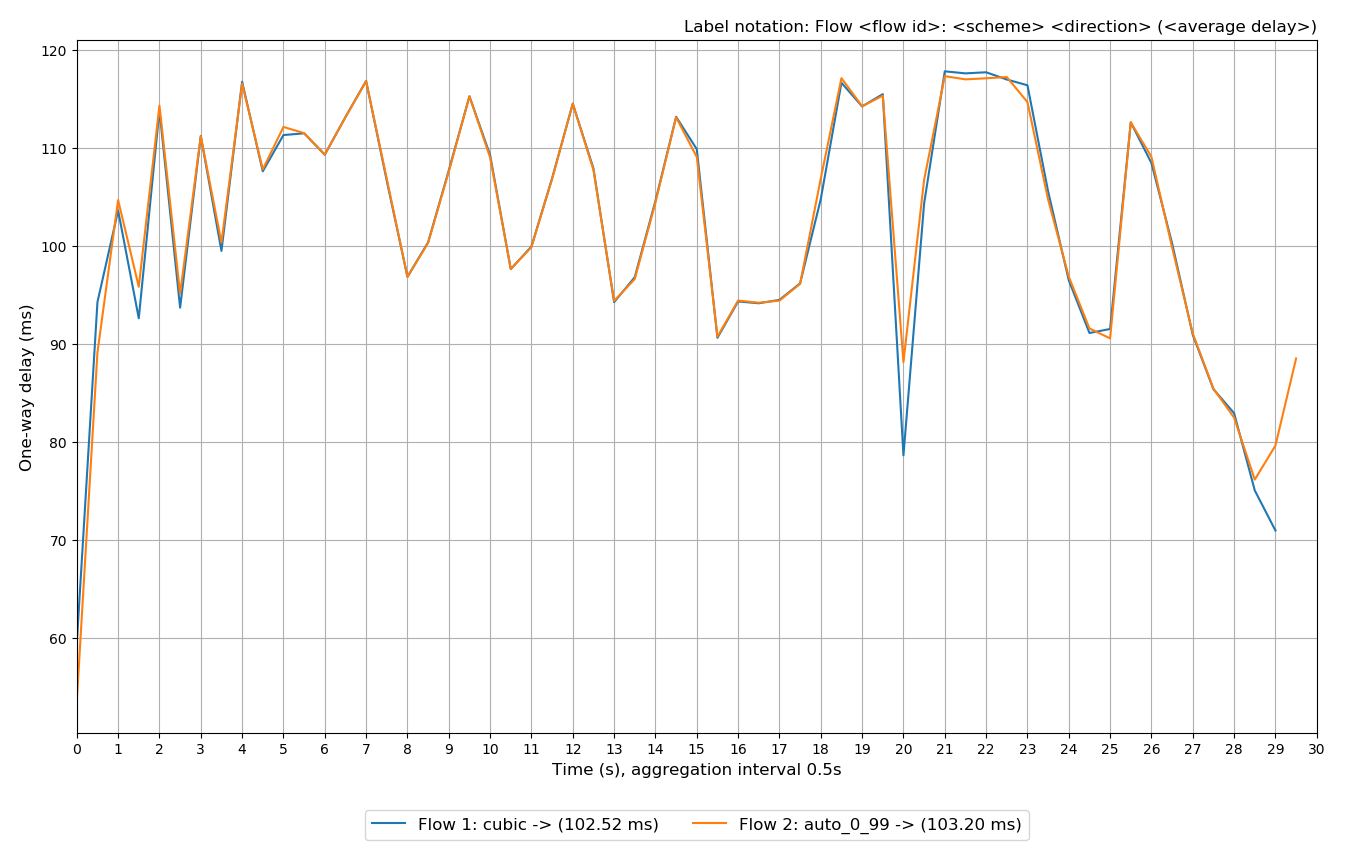 Label notation: Flow <flow id>: <scheme> <direction> (<average delay>)
120
110
100
90
80
70
60
One-way delay (ms)
0 1 2 3 4 5 6 7 8 9 10 11 12 13 14 15 16 17 18 19 20 21 22 23 24 25 26 27 28 29 30
Time (s), aggregation interval 0.5s
Flow 1: cubic -> (102.52 ms) Flow 2: auto_0_99 -> (103.20 ms)